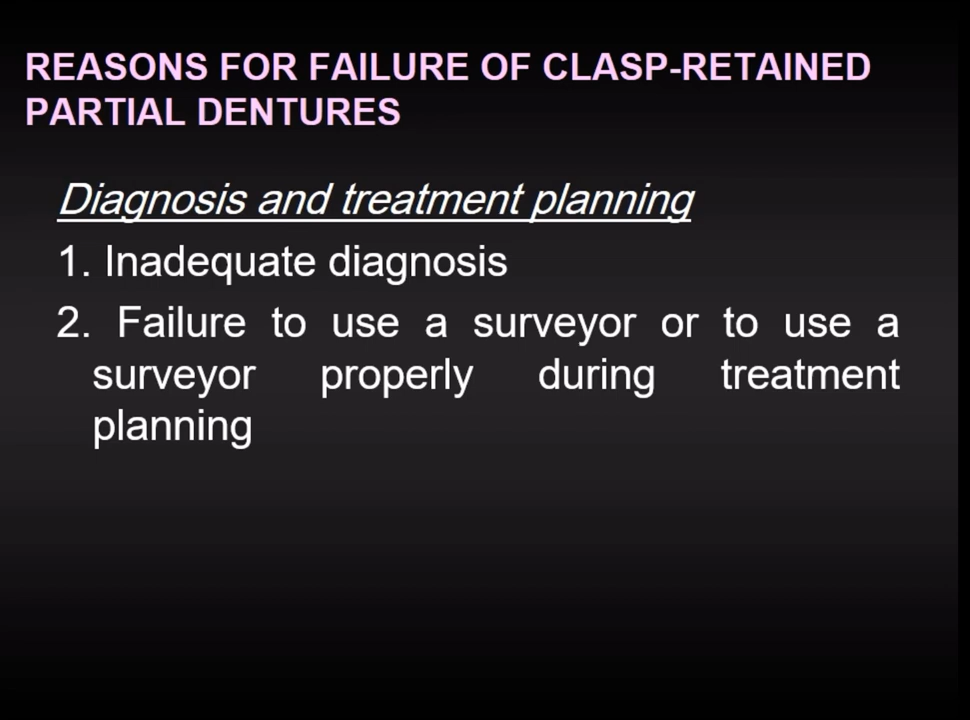 REASONS FOR FAILURE OF CLASP-RETAINED
PARTIAL DENTURES
Diagnosis and treatment planning
1. Inadequate diagnosis
2. Failure to use a surveyor or to use a
surveyor properly during treatment
planning